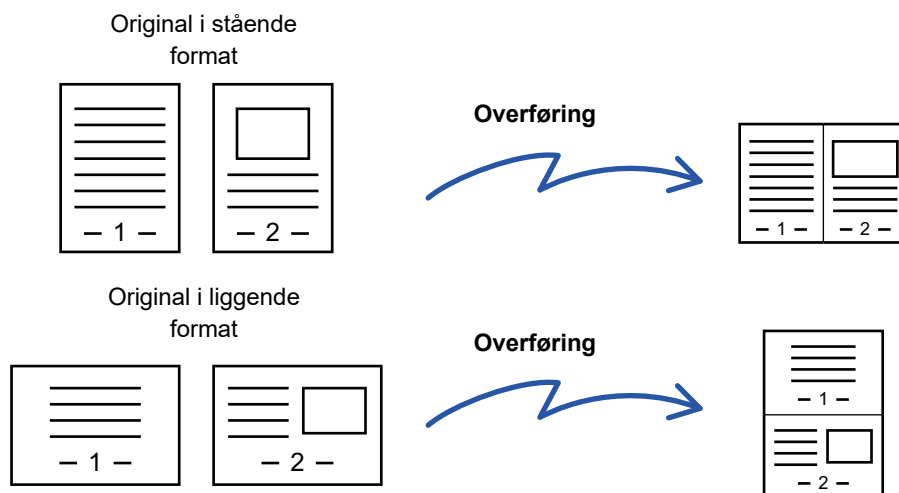 Original i stående
format
Overføring
– 1 –
– 2 –
– 1 –
– 2 –
Original i liggende
format
Overføring
– 1 –
– 2 –
– 1 –
– 2 –